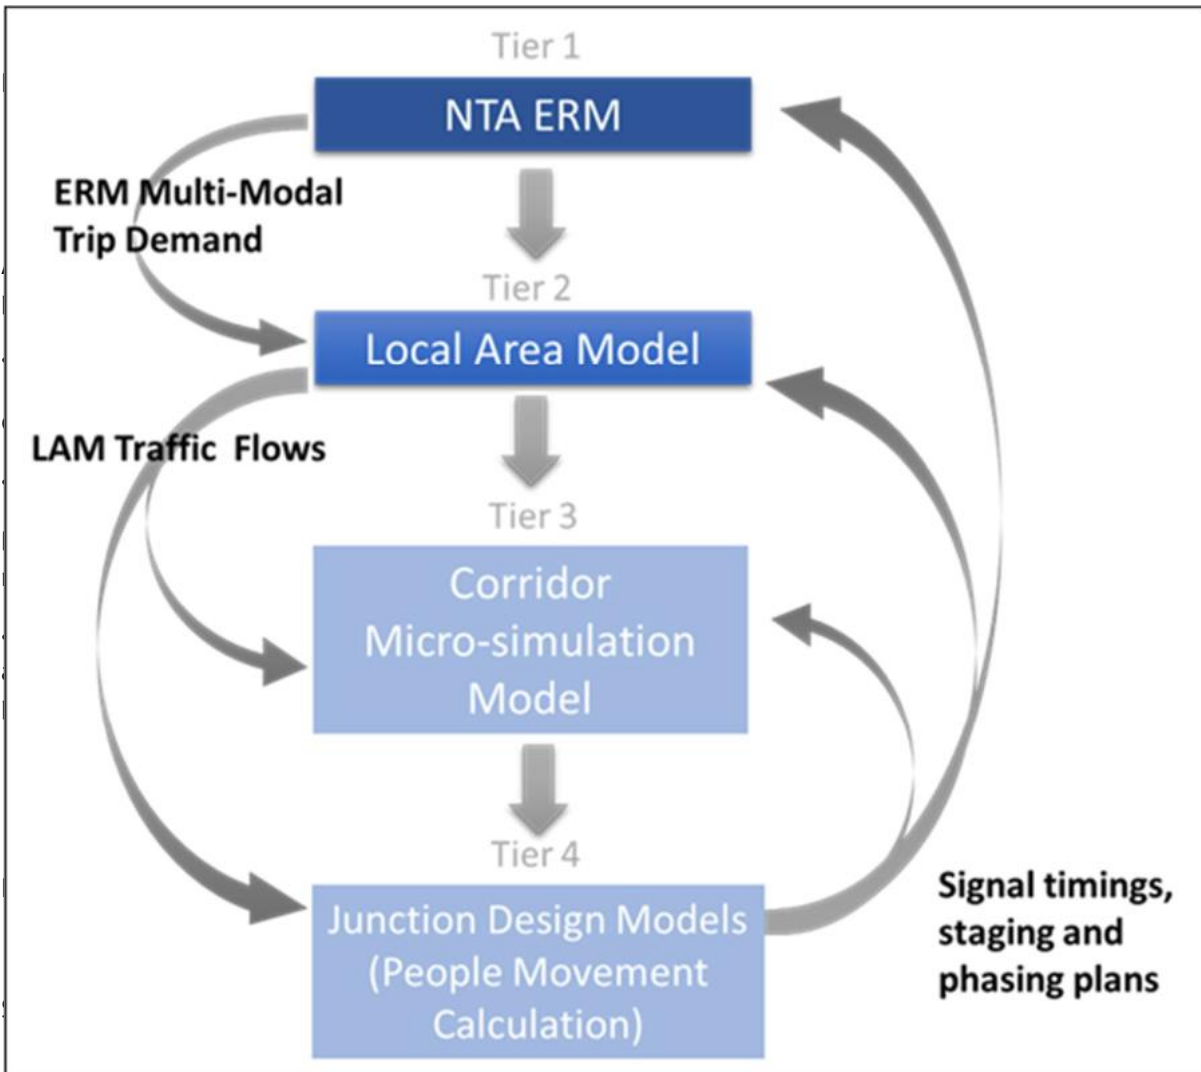 Tier 1
NTA ERM
ERM Multi-Modal
Trip Demand
Tier 2
Local Area Model
LAM Traffic  Flows
Tier 3
Corridor
Micro-simulation
Model
Tier 4
Junction Design Models
(People Movement
Calculation)
Signal timings,
staging and
phasing plans